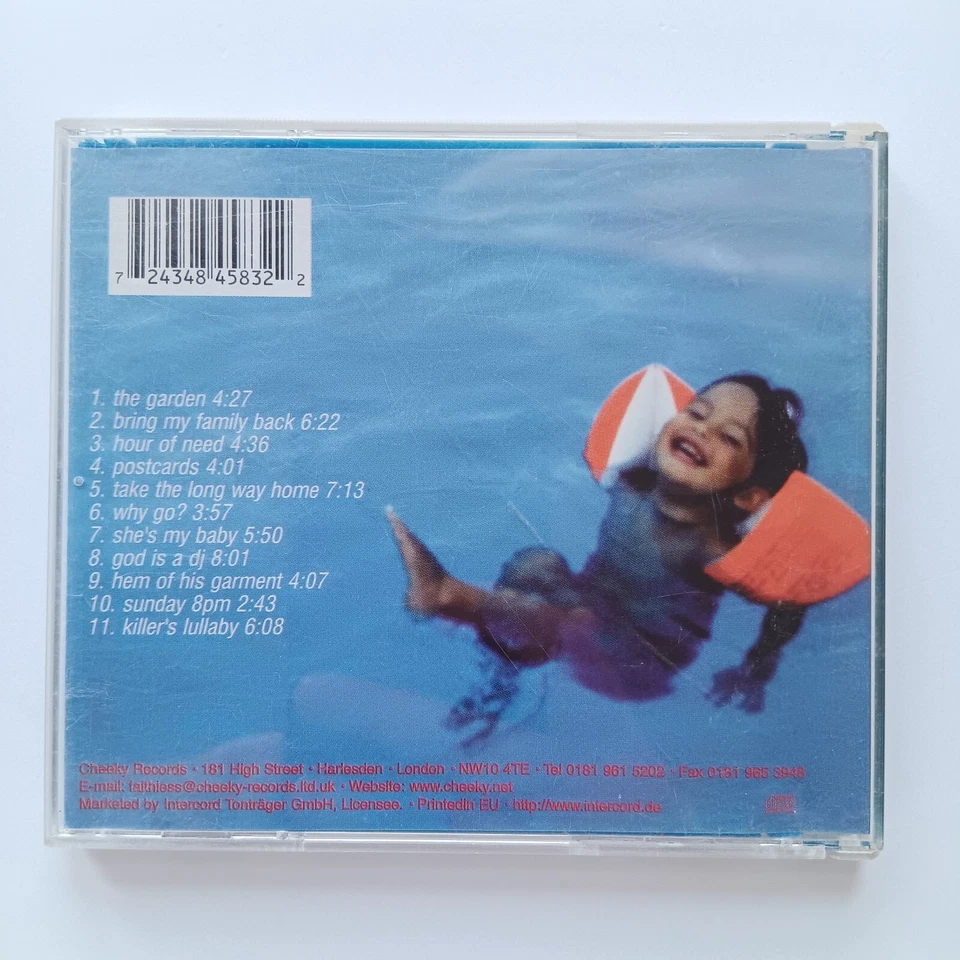 7 24348 45832 2
1. the garden 4:27
2. bring my family back 6:22
3. hour of need 4:36
4. postcards 4:01
5. take the long way home 7:13
6. why go? 3:57
7. she's my baby 5:50
8. god is a dj 8:01
9. hem of his garment 4:07
10. sunday 8pm 2:43
11. killer's lullaby 6:08
Cheeky Records · 181 High Street · Harlesden · London · NW10 4TE · Tel 0181 961 5202 · Fax 0181 965 3948
E-mail: faithless@cheeky-records.ltd.uk · Website: www.cheeky.net
Marketed by Intercord Tonträger GmbH, Licensee. · PrintedIn EU · http://www.intercord.de